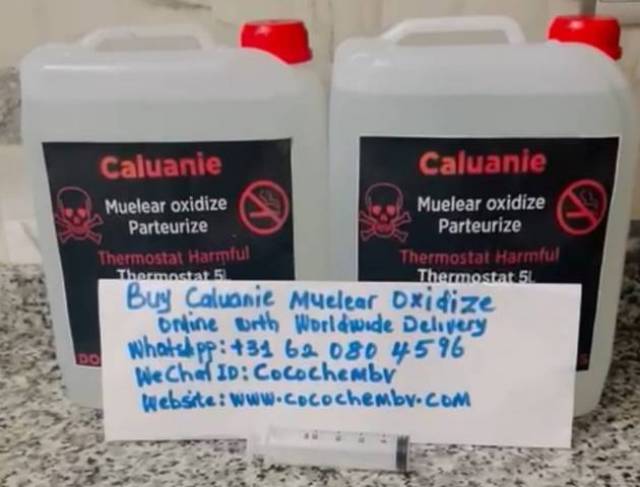 Caluanie
Muelear oxidize
Parteurize
Thermostat Harmful
Thermostat 5L
Caluanie
Muelear oxidize
Parteurize
Thermostat Harmful
Thermostat 5L
DO
Buy Caluanie Muelear Oxidize
online with Worldwide Delivery
WhatsApp: +31 62 080 4596
WeChat ID: Cocochembv
Website: www.cocochembv.com